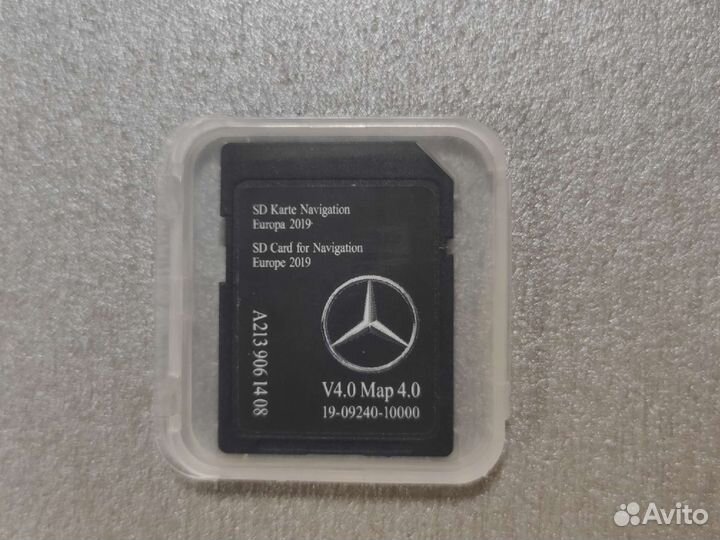 SD Karte Navigation
Europa 2019
SD Card for Navigation
Europe 2019
A213 906 14 08
V4.0 Map 4.0
19-09240-10000
Avito